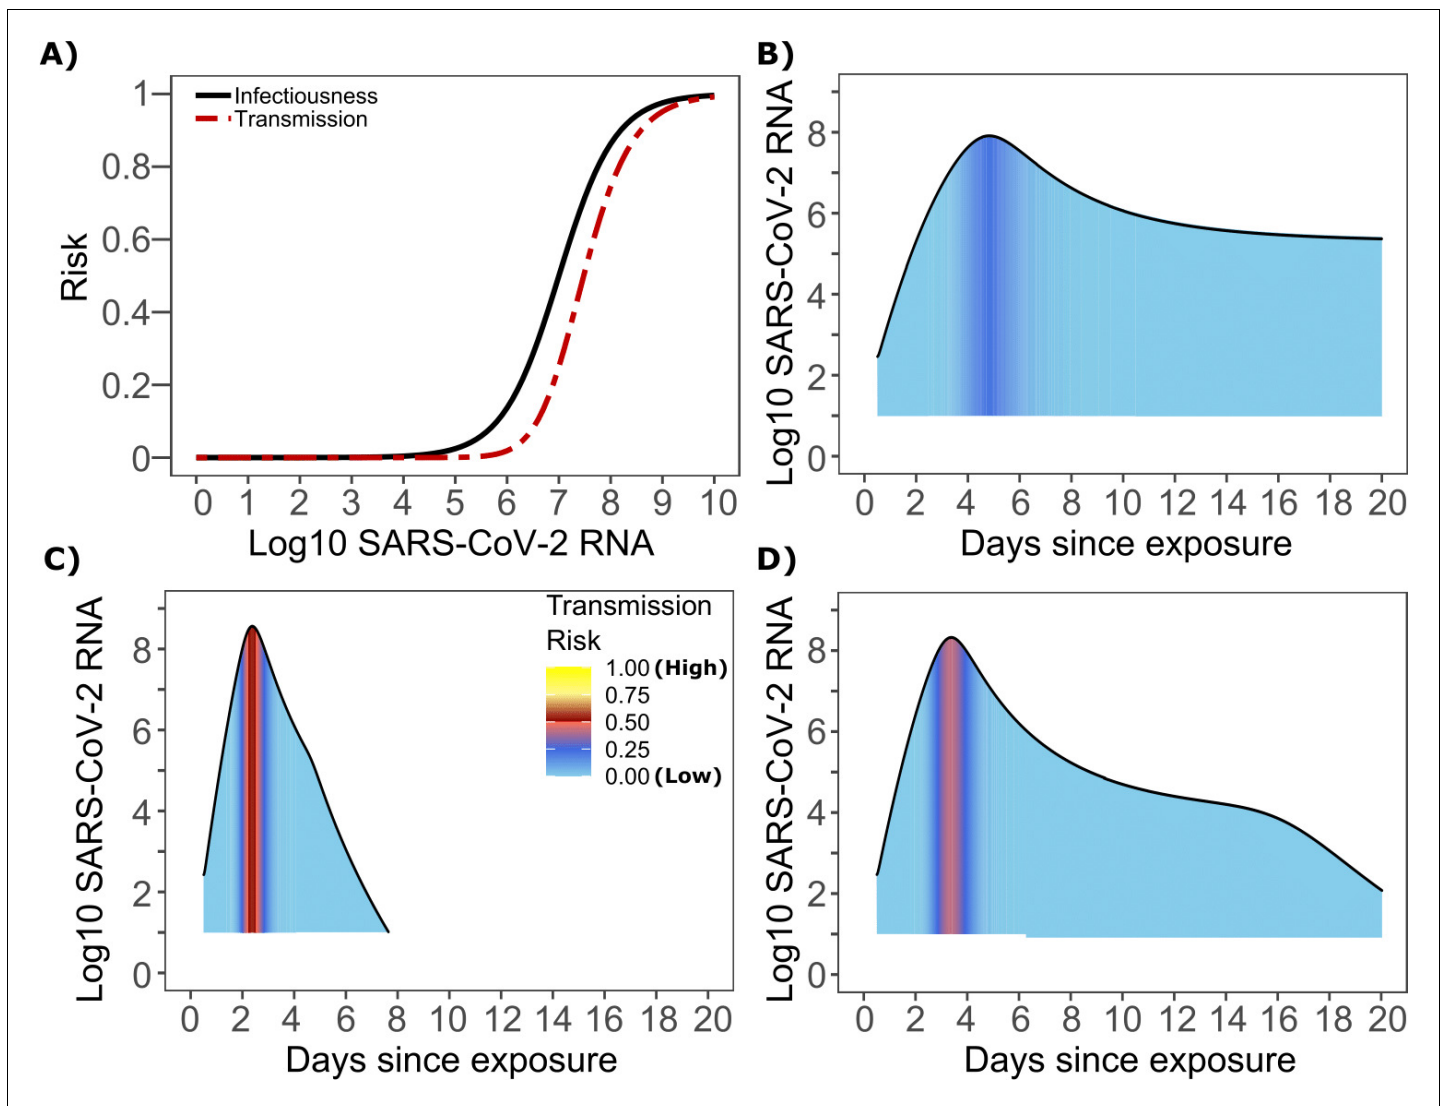 A)
Infectiousness
Transmission
Risk
1
0.8
0.6
0.4
0.2
0
0 1 2 3 4 5 6 7 8 9 10
Log10 SARS-CoV-2 RNA
B)
Log10 SARS-CoV-2 RNA
8
6
4
2
0
0 2 4 6 8 10 12 14 16 18 20
Days since exposure
C)
Log10 SARS-CoV-2 RNA
8
6
4
2
0
Transmission
Risk
1.00 (High)
0.75
0.50
0.25
0.00 (Low)
0 2 4 6 8 10 12 14 16 18 20
Days since exposure
D)
Log10 SARS-CoV-2 RNA
8
6
4
2
0
0 2 4 6 8 10 12 14 16 18 20
Days since exposure